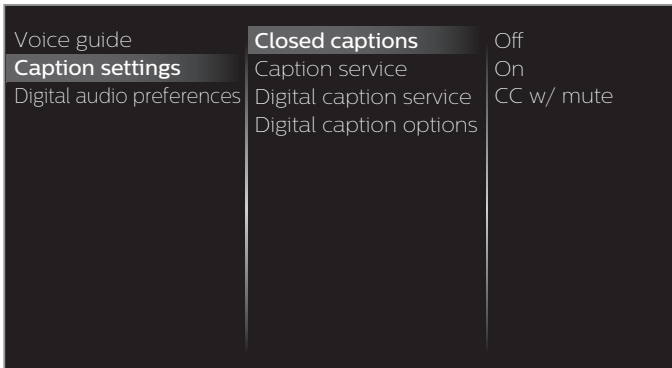 Voice guide
Caption settings
Digital audio preferences
Closed captions
Caption service
Digital caption service
Digital caption options
Off
On
CC w/ mute